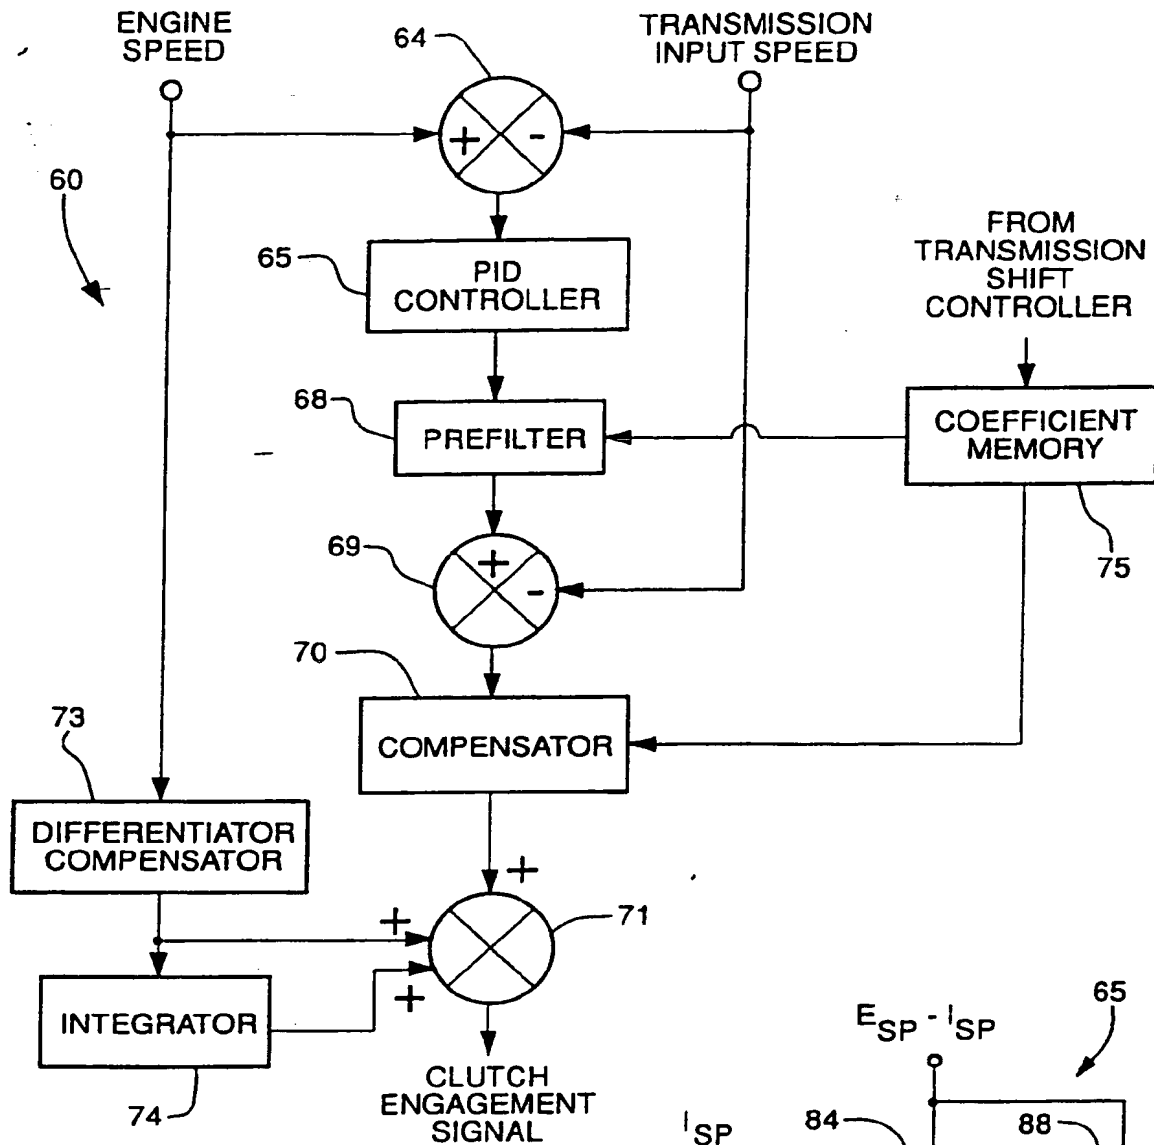 ENGINE
SPEED
64
TRANSMISSION
INPUT SPEED
+
-
60
65
PID
CONTROLLER
FROM
TRANSMISSION
SHIFT
CONTROLLER
68
PREFILTER
COEFFICIENT
MEMORY
75
69
+
-
70
COMPENSATOR
73
DIFFERENTIATOR
COMPENSATOR
+
+
71
INTEGRATOR
+
74
CLUTCH
ENGAGEMENT
SIGNAL
E_SP - I_SP
65
I_SP
84
88